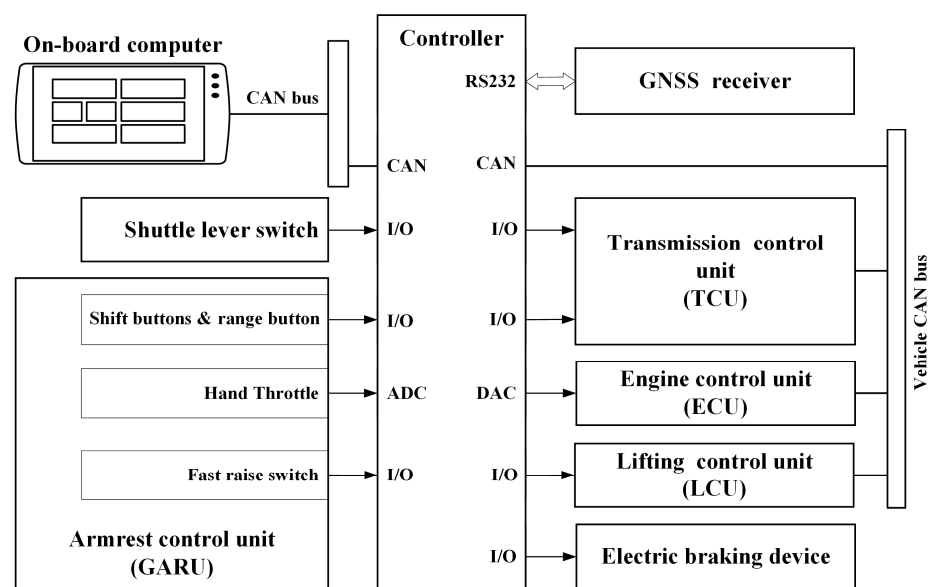 On-board computer
CAN bus
Controller
RS232
GNSS receiver
CAN
CAN
Shuttle lever switch
I/O
I/O
Transmission control
unit
(TCU)
Shift buttons & range button
I/O
I/O
Hand Throttle
ADC
DAC
Engine control unit
(ECU)
Fast raise switch
I/O
I/O
Lifting control unit
(LCU)
Armrest control unit
(GARU)
I/O
Electric braking device
Vehicle CAN bus